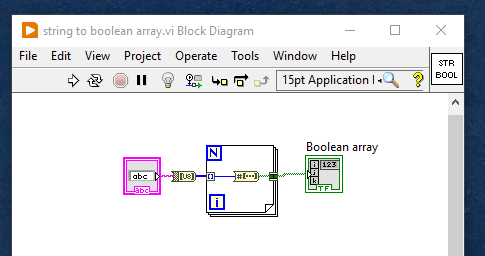 string to boolean array.vi Block Diagram
File Edit View Project Operate Tools Window Help
15pt Application
STR
BOOL
Boolean array
N
abc
abc
[U8]
#[···]
i
i
j
k
123
TF